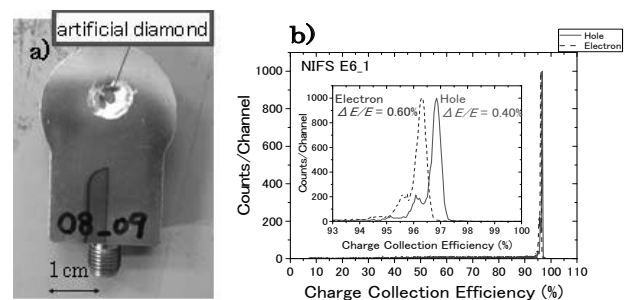 artificial diamond
a)
08_09
1cm
b)
Hole
Electron
NIFS E6_1
Counts/Channel
1000
800
600
400
200
0
0 10 20 30 40 50 60 70 80 90 100 110
Charge Collection Efficiency (%)
Electron
ΔE/E= 0.60%
Hole
ΔE/E= 0.40%
Counts/Channel
1000
800
600
400
200
0
93 94 95 96 97 98 99 100
Charge Collection Efficiency (%)